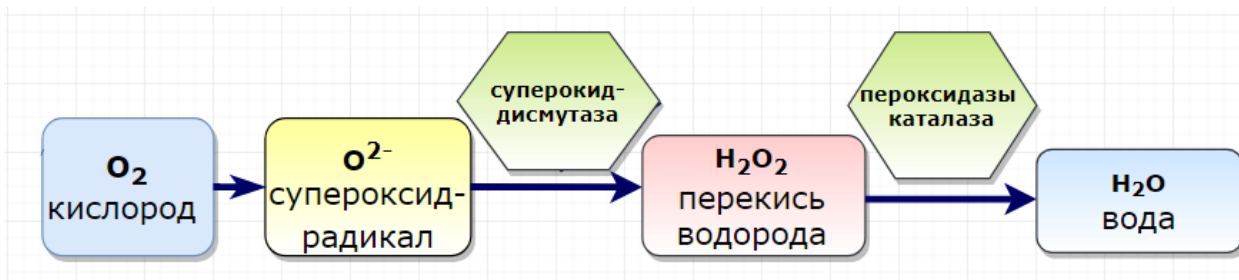 O₂
кислород
O²⁻
супероксид-
радикал
суперокид-
дисмутаза
H₂O₂
перекись
водорода
пероксидазы
каталаза
H₂O
вода